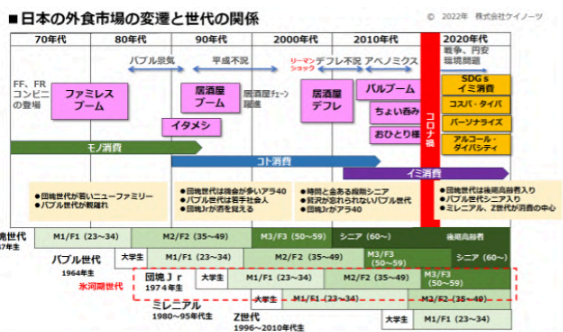 ■日本の外食市場の変遷と世代の関係
© 2022年 株式会社ケイノーツ
70年代
80年代
90年代
2000年代
2010年代
2020年代
バブル景気
平成不況
リーマン
ショック
デフレ不況
アベノミクス
戦争、円安
環境問題
FF、FR
コンビニ
の登場
ファミレス
ブーム
イタメシ
居酒屋
ブーム
居酒屋チェーン
躍進
居酒屋
デフレ
バルブーム
ちょい呑み
おひとり様
コロナ禍
SDGs
イミ消費
コスパ・タイパ
パーソナライズ
アルコール・
ダイバシティ
モノ消費
コト消費
イミ消費
●団塊世代が若いニューファミリー
●バブル世代が親離れ
●団塊世代は機会が多いアラ40
●バブル世代は若手社会人
●団塊Jrが酒を覚える
●時間と金ある段階シニア
●贅沢が忘れられないバブル世代
●団塊Jrがアラ40
●団塊世代は後期高齢者入り
●バブル世代シニア入り
●ミレニアル、Z世代が消費の中心
世代
7年生
M1/F1（23～34）
M2/F2（35～49）
M3/F3（50～59）
シニア（60～）
後期高齢者
バブル世代
1964年生
大学生
M1/F1（23～34）
M2/F2（35～49）
M3/F3
（50～59）
シニア（60～）
氷河期世代
団塊Jr
1974年生
大学生
M1/F1（23～34）
M2/F2（35～49）
M3/F3
（50～59）
ミレニアル
1980～95年代生
大学生
M1/F1（23～34）
M2/F2（35～49）
Z世代
1996～2010年代生
大学生
M1/F1（23～34）